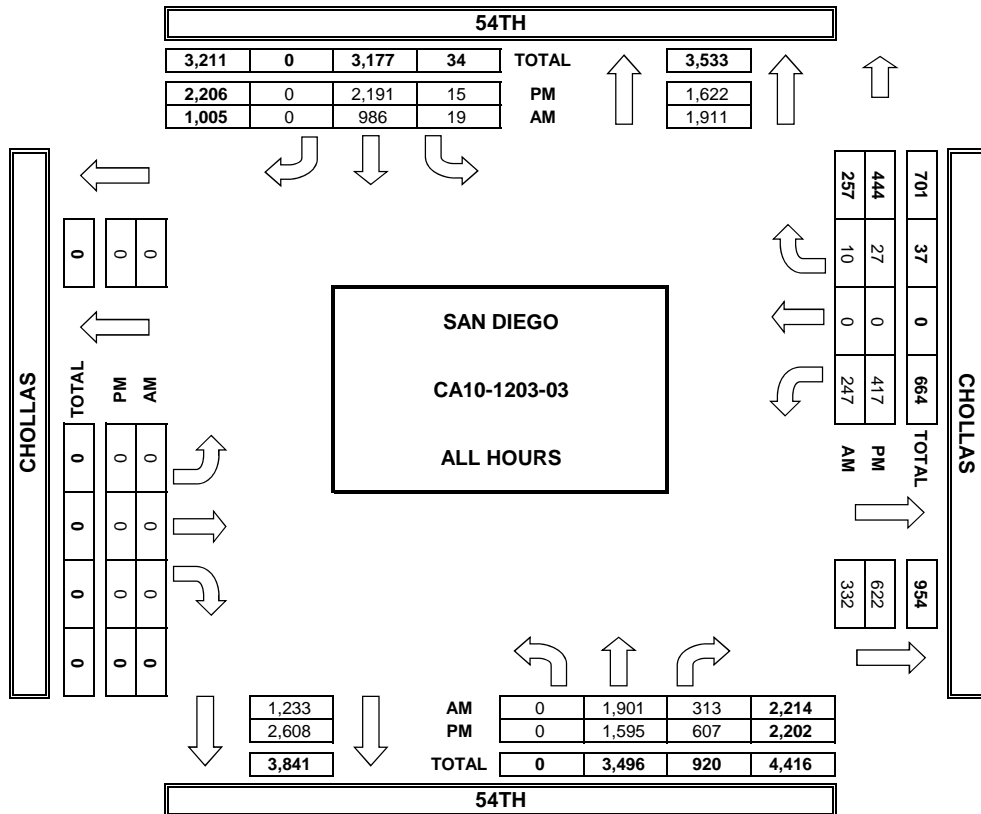 54TH
3,211 0 3,177 34 TOTAL 3,533
2,206 0 2,191 15 PM 1,622
1,005 0 986 19 AM 1,911
CHOLLAS
0 0 0
TOTAL PM AM
0 0 0
0 0 0
0 0 0
0 0 0
SAN DIEGO
CA10-1203-03
ALL HOURS
257 444 701
10 27 37
0 0 0
247 417 664
AM PM TOTAL
332 622 954
CHOLLAS
1,233 AM 0 1,901 313 2,214
2,608 PM 0 1,595 607 2,202
3,841 TOTAL 0 3,496 920 4,416
54TH